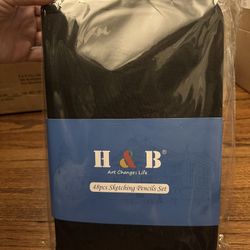 H & B®
Art Changes Life
48pcs Sketching Pencils Set